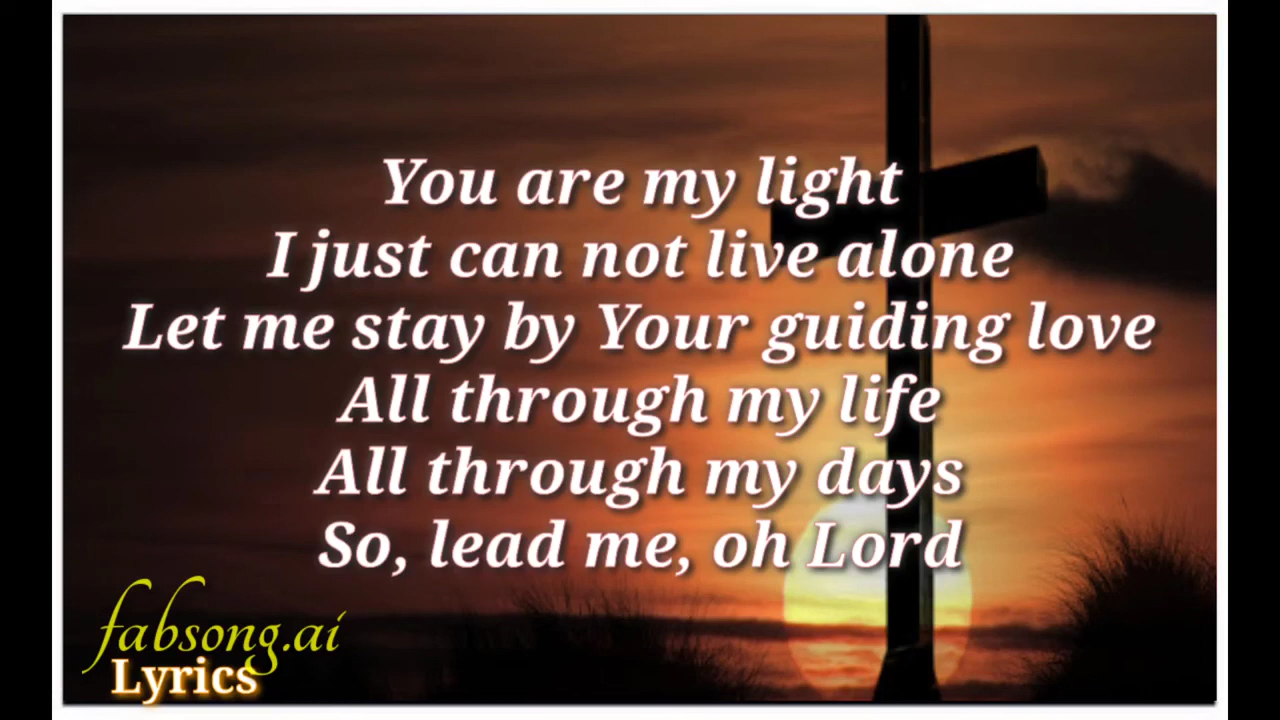 You are my light
I just can not live alone
Let me stay by Your guiding love
All through my life
All through my days
So, lead me, oh Lord
fabsong.ai
Lyrics